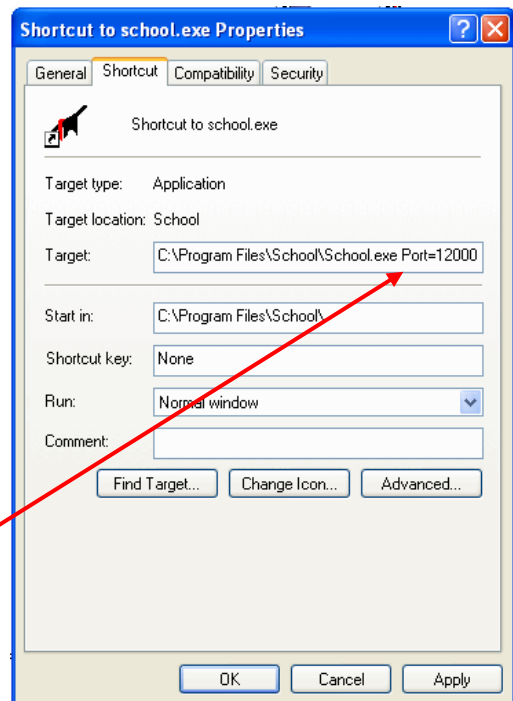 Shortcut to school.exe Properties
General Shortcut Compatibility Security
Shortcut to school.exe
Target type: Application
Target location: School
Target: C:\Program Files\School\School.exe Port=12000
Start in: C:\Program Files\School\
Shortcut key: None
Run: Normal window
Comment:
Find Target... Change Icon... Advanced...
OK Cancel Apply